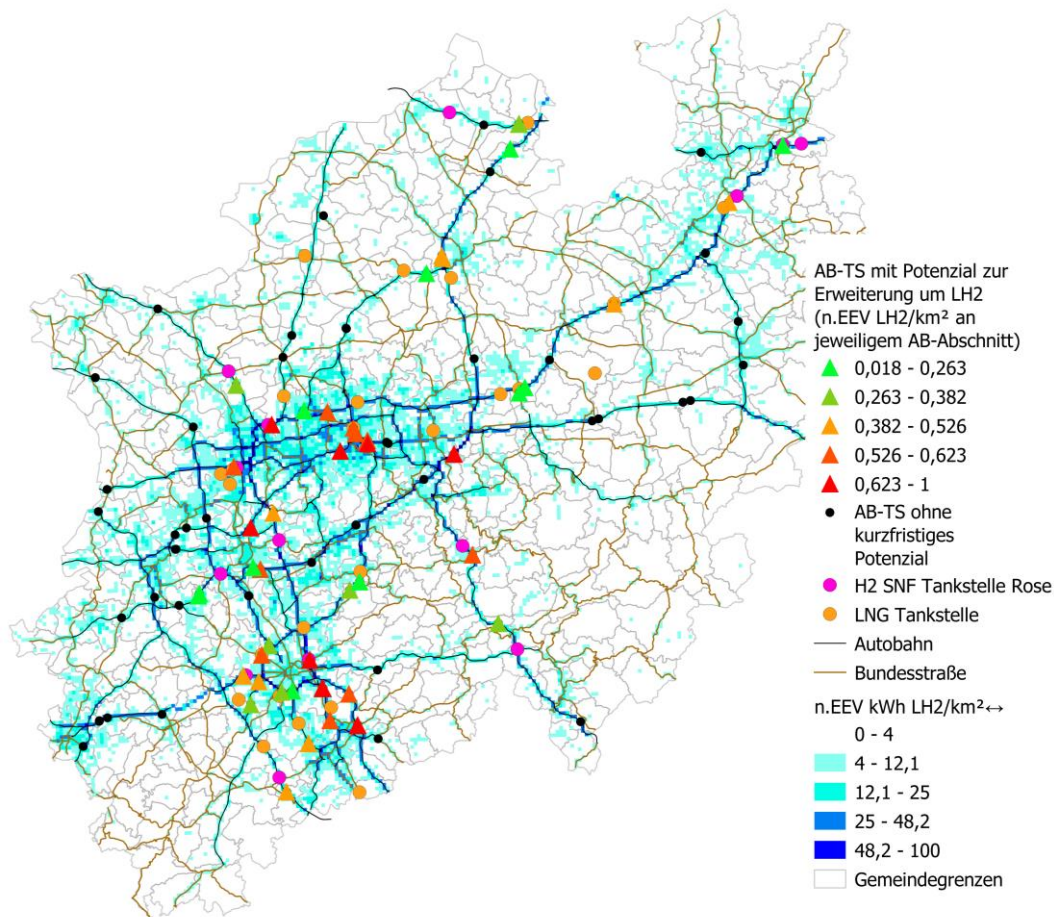 AB-TS mit Potenzial zur
Erweiterung um LH2
(n.EEV LH2/km² an
jeweiligem AB-Abschnitt)
0,018 - 0,263
0,263 - 0,382
0,382 - 0,526
0,526 - 0,623
0,623 - 1
AB-TS ohne
kurzfristiges
Potenzial
H2 SNF Tankstelle Rose
LNG Tankstelle
Autobahn
Bundesstraße
n.EEV kWh LH2/km²↔
0 - 4
4 - 12,1
12,1 - 25
25 - 48,2
48,2 - 100
Gemeindegrenzen